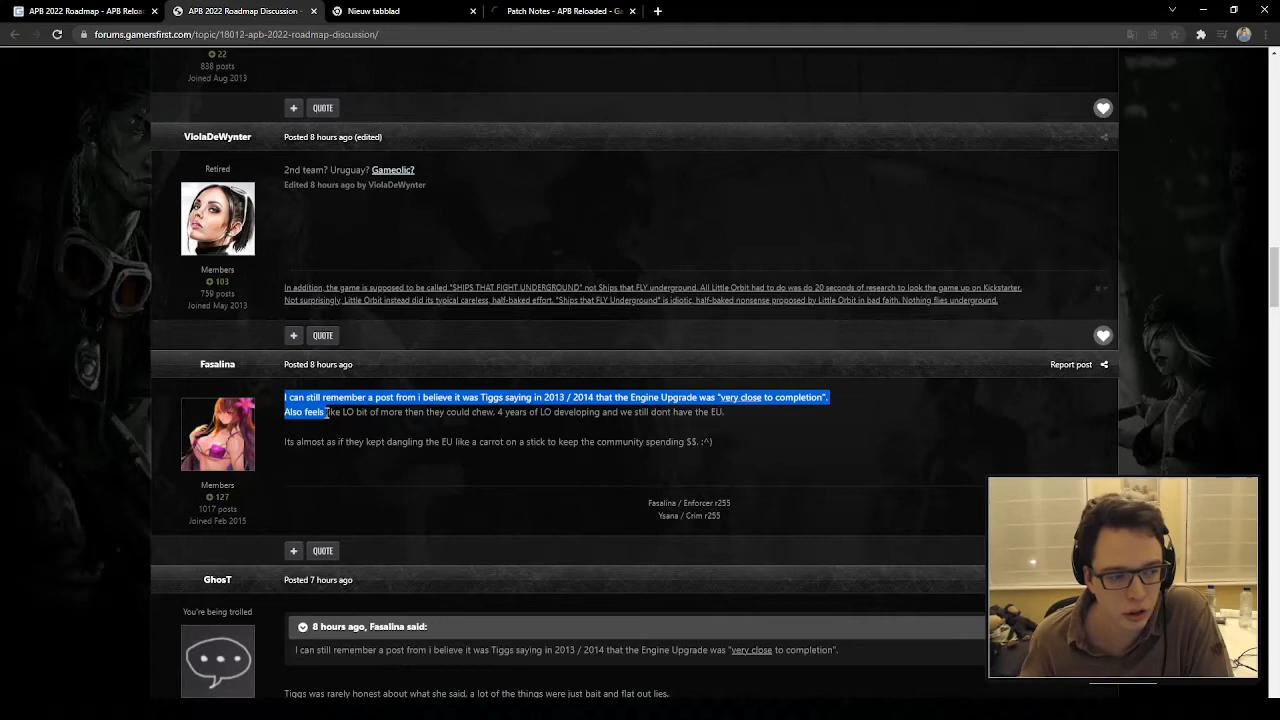 APB 2022 Roadmap - APB Reloa
APB 2022 Roadmap Discussion -
Nieuw tabblad
Patch Notes - APB Reloaded - Ga
forums.gamersfirst.com/topic/18012-apb-2022-roadmap-discussion/
22
838 posts
Joined Aug 2013
+ QUOTE
ViolaDeWynter
Posted 8 hours ago (edited)
Retired
2nd team? Uruguay? Gameolic?
Edited 8 hours ago by ViolaDeWynter
Members
103
759 posts
Joined May 2013
In addition, the game is supposed to be called "SHIPS THAT FIGHT UNDERGROUND" not Ships that FLY underground. All Little Orbit had to do was do 20 seconds of research to look the game up on Kickstarter.
Not surprisingly, Little Orbit instead did its typical careless, half-baked effort. "Ships that FLY Underground" is idiotic, half-baked nonsense proposed by Little Orbit in bad faith. Nothing flies underground.
+ QUOTE
Fasalina
Posted 8 hours ago
Report post
I can still remember a post from i believe it was Tiggs saying in 2013 / 2014 that the Engine Upgrade was "very close to completion".
Also feels like LO bit of more then they could chew, 4 years of LO developing and we still dont have the EU.
Its almost as if they kept dangling the EU like a carrot on a stick to keep the community spending $$. :^)
Members
127
1017 posts
Joined Feb 2015
Fasalina / Enforcer r255
Ysana / Crim r255
+ QUOTE
GhosT
Posted 7 hours ago
You're being trolled
8 hours ago, Fasalina said:
I can still remember a post from i believe it was Tiggs saying in 2013 / 2014 that the Engine Upgrade was "very close to completion".
Tiggs was rarely honest about what she said, a lot of the things were just bait and flat out lies.